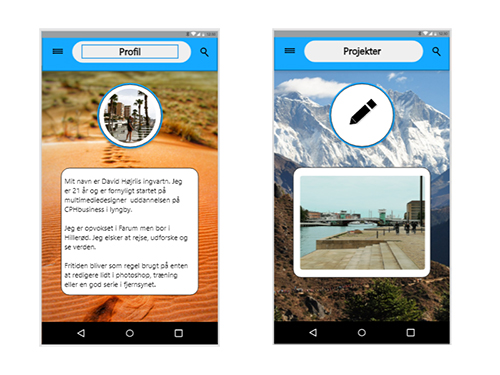 Profil
Mit navn er David Højriis ingvartn. Jeg
er 21 år og er fornyligt startet på
multimediedesigner uddannelsen på
CPHbusiness i lyngby.
Jeg er opvokset i Farum men bor i
Hillerød. Jeg elsker at rejse, udforske og
se verden.
Fritiden bliver som regel brugt på enten
at redigere lidt i photoshop, træning
eller en god serie i fjernsynet.
Projekter